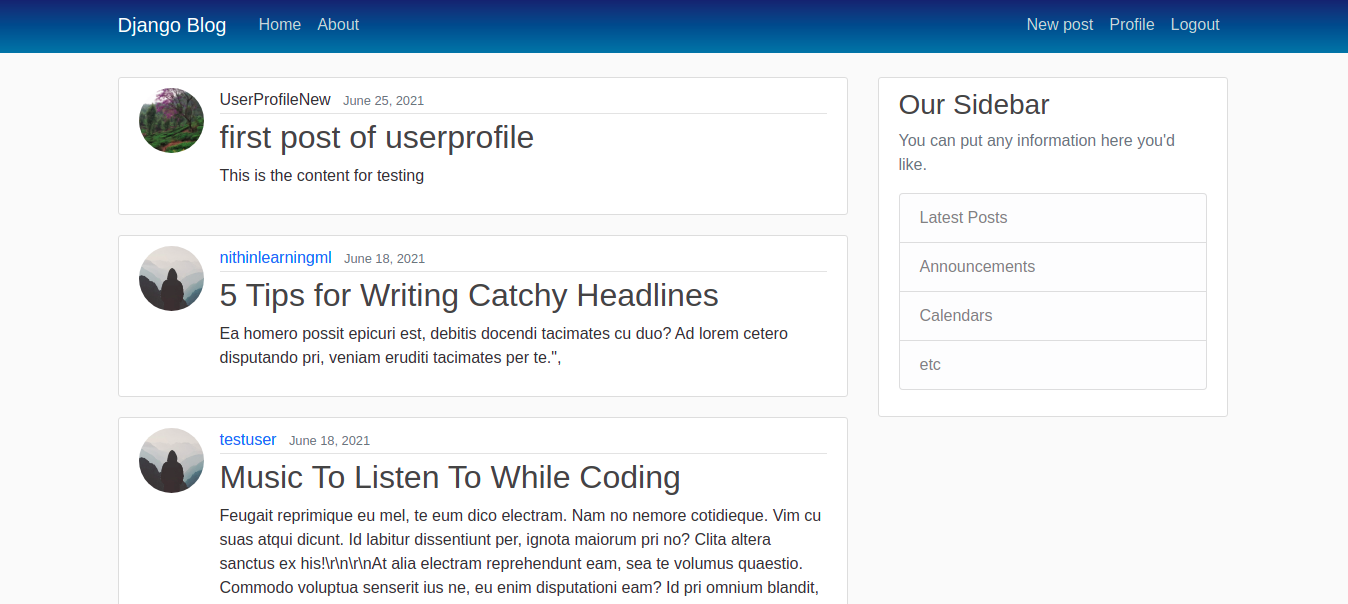 Django Blog Home About New post Profile Logout
UserProfileNew June 25, 2021
first post of userprofile
This is the content for testing
nithinlearningml June 18, 2021
5 Tips for Writing Catchy Headlines
Ea homero possit epicuri est, debitis docendi tacimates cu duo? Ad lorem cetero
disputando pri, veniam eruditi tacimates per te.",
testuser June 18, 2021
Music To Listen To While Coding
Feugait reprimique eu mel, te eum dico electram. Nam no nemore cotidieque. Vim cu
suas atqui dicunt. Id labitur dissentiunt per, ignota maiorum pri no? Clita altera
sanctus ex his!\r\n\r\nAt alia electram reprehendunt eam, sea te volumus quaestio.
Commodo voluptua senserit ius ne, eu enim disputationi eam? Id pri omnium blandit,
Our Sidebar
You can put any information here you'd
like.
Latest Posts
Announcements
Calendars
etc